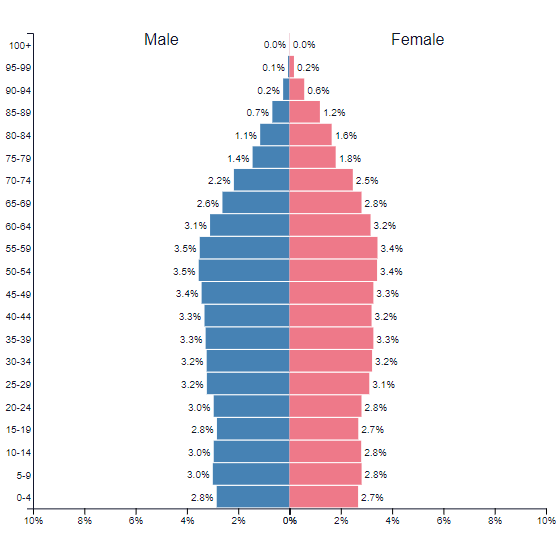 Male Female
100+ 0.0% 0.0%
95-99 0.1% 0.2%
90-94 0.2% 0.6%
85-89 0.7% 1.2%
80-84 1.1% 1.6%
75-79 1.4% 1.8%
70-74 2.2% 2.5%
65-69 2.6% 2.8%
60-64 3.1% 3.2%
55-59 3.5% 3.4%
50-54 3.5% 3.4%
45-49 3.4% 3.3%
40-44 3.3% 3.2%
35-39 3.3% 3.3%
30-34 3.2% 3.2%
25-29 3.2% 3.1%
20-24 3.0% 2.8%
15-19 2.8% 2.7%
10-14 3.0% 2.8%
5-9 3.0% 2.8%
0-4 2.8% 2.7%
10% 8% 6% 4% 2% 0% 2% 4% 6% 8% 10%